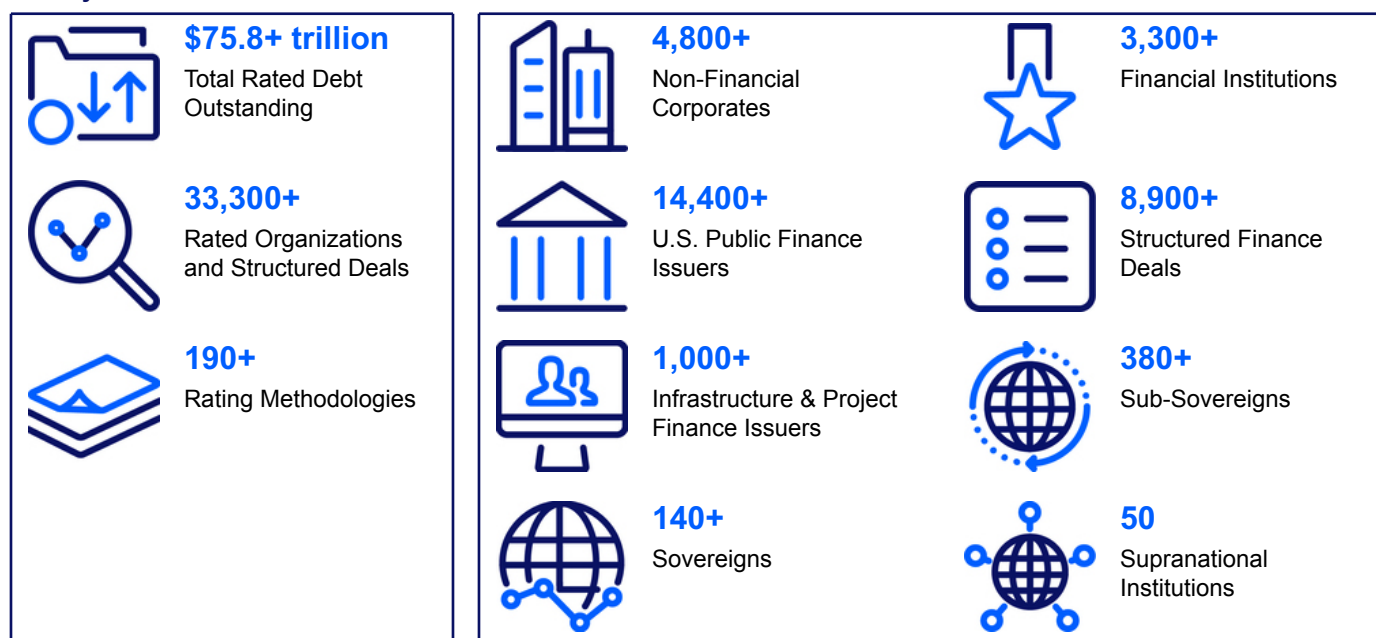 $75.8+ trillion
Total Rated Debt
Outstanding
33,300+
Rated Organizations
and Structured Deals
190+
Rating Methodologies
4,800+
Non-Financial
Corporates
3,300+
Financial Institutions
14,400+
U.S. Public Finance
Issuers
8,900+
Structured Finance
Deals
1,000+
Infrastructure & Project
Finance Issuers
380+
Sub-Sovereigns
140+
Sovereigns
50
Supranational
Institutions